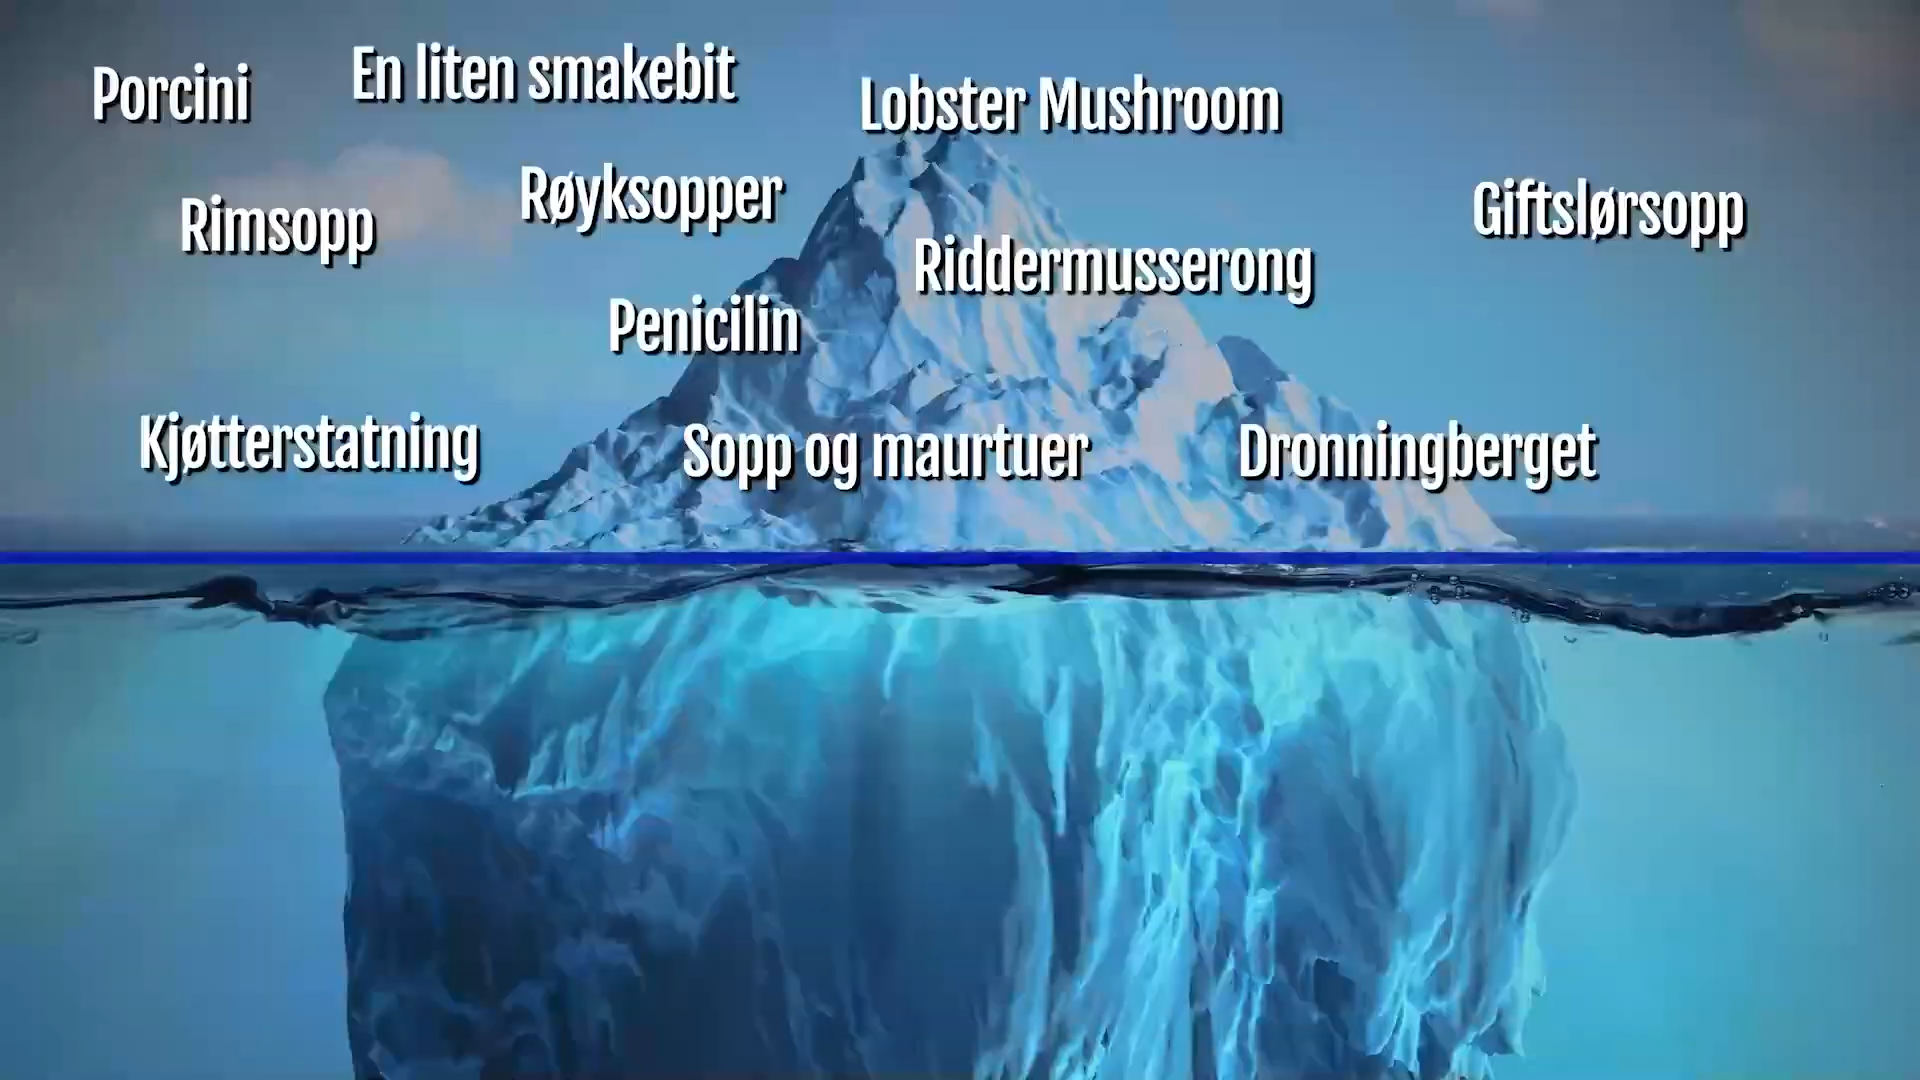 Porcini
En liten smakebit
Lobster Mushroom
Rimsopp
Røyksopper
Giftslørsopp
Riddermusserong
Penicilin
Kjøtterstatning
Sopp og maurtuer
Dronningberget